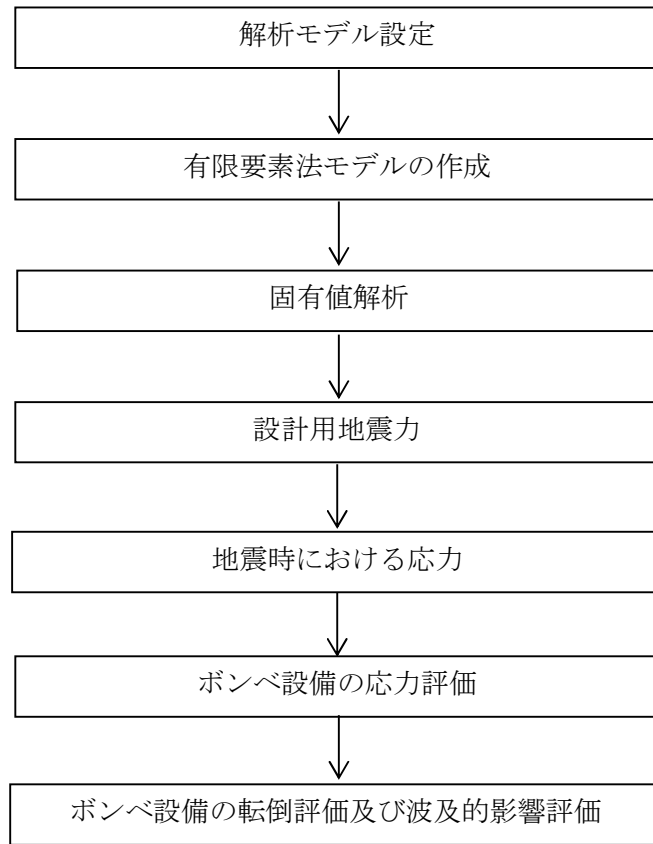 解析モデル設定
有限要素法モデルの作成
固有値解析
設計用地震力
地震時における応力
ボンベ設備の応力評価
ボンベ設備の転倒評価及び波及的影響評価